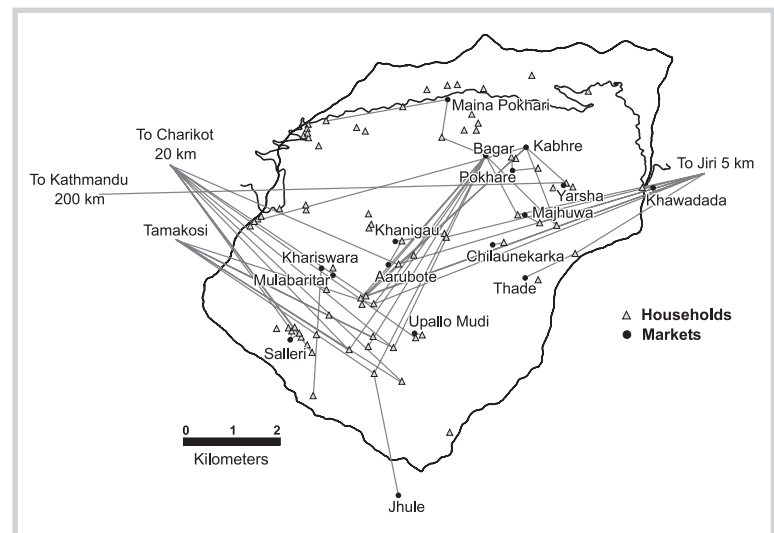 Maina Pokhari
To Charikot
20 km
Bagar
Kabhre
To Jiri 5 km
Pokhare
To Kathmandu
200 km
Yarsha
Khawadada
Majhuwa
Tamakosi
Khanigau
Chilaunekarka
Khariswara
Aarubote
Mulabaritar
Thade
Households
Upallo Mudi
Markets
Salleri
0 1 2
Kilometers
Jhule